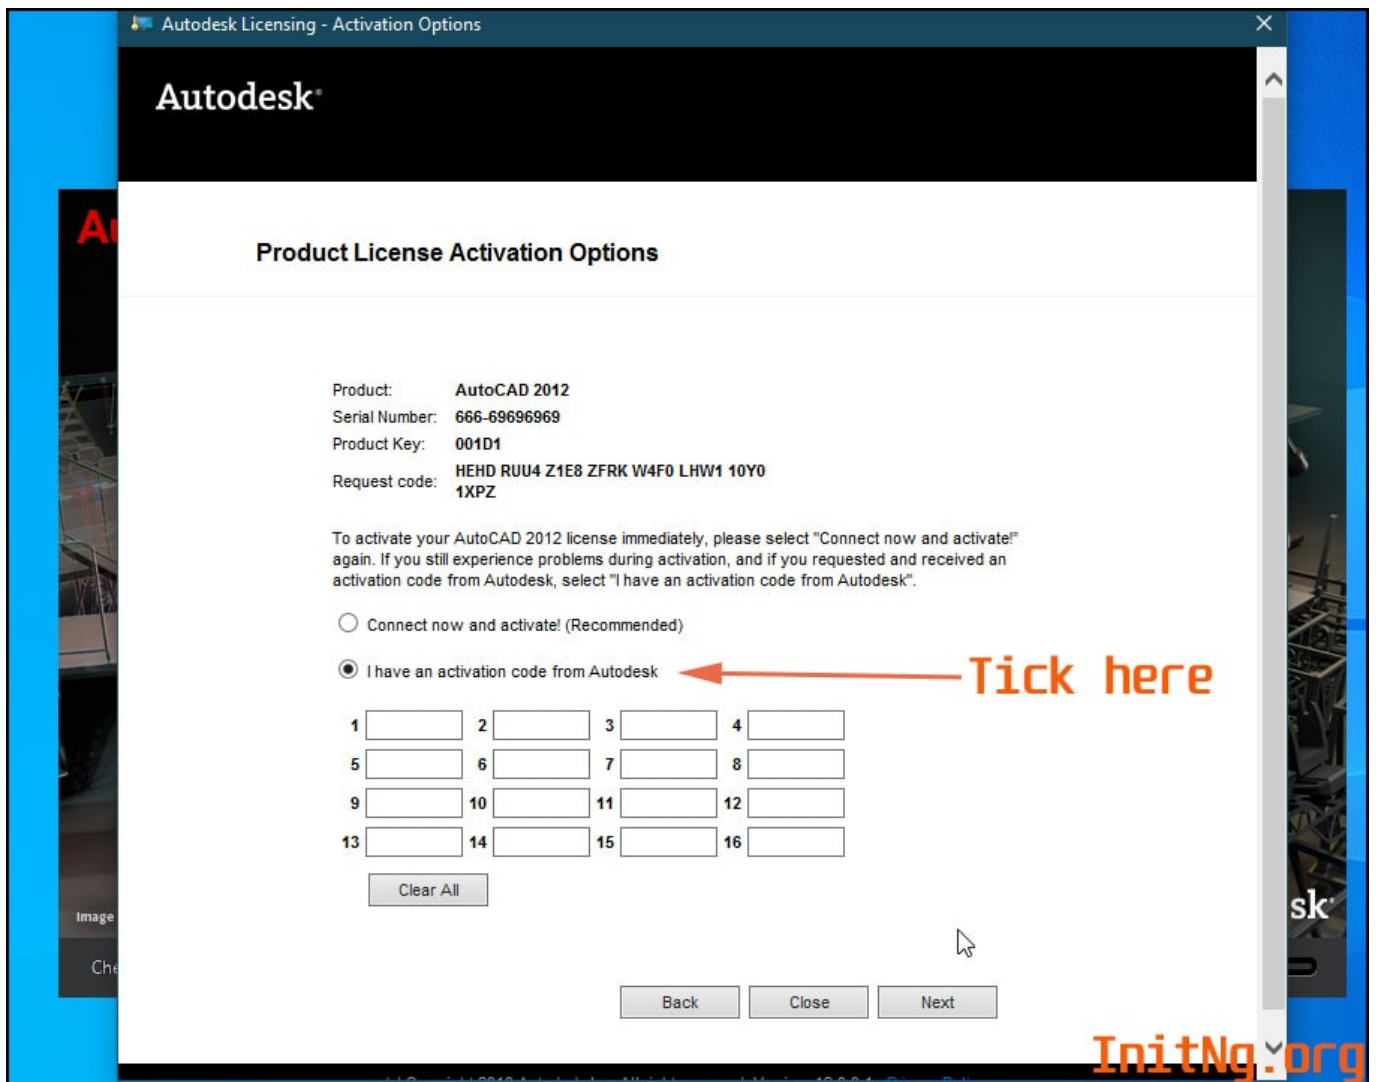 Autodesk Licensing - Activation Options
Autodesk
Product License Activation Options
Product: AutoCAD 2012
Serial Number: 666-69696969
Product Key: 001D1
Request code: HEHD RUU4 Z1E8 ZFRK W4F0 LHW1 10Y0
1XPZ
To activate your AutoCAD 2012 license immediately, please select "Connect now and activate!"
again. If you still experience problems during activation, and if you requested and received an
activation code from Autodesk, select "I have an activation code from Autodesk".
Connect now and activate! (Recommended)
I have an activation code from Autodesk
Tick here
1 2 3 4
5 6 7 8
9 10 11 12
13 14 15 16
Clear All
Image
sk
Back Close Next
InitNg.org